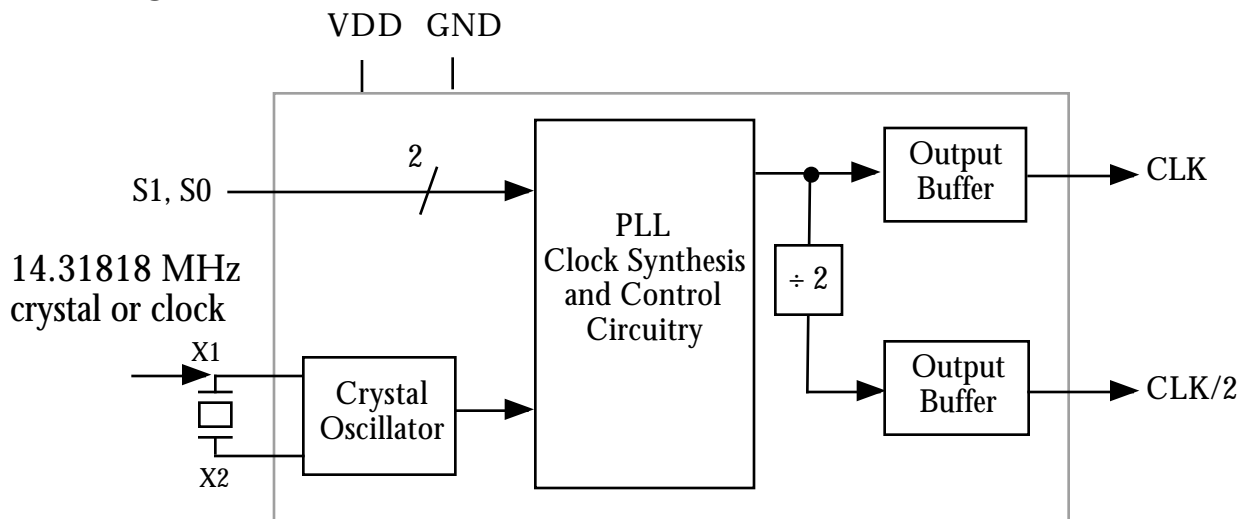 VDD GND
2
S1, S0
14.31818 MHz
crystal or clock
X1
X2
Crystal
Oscillator
PLL
Clock Synthesis
and Control
Circuitry
÷ 2
Output
Buffer
CLK
Output
Buffer
CLK/2